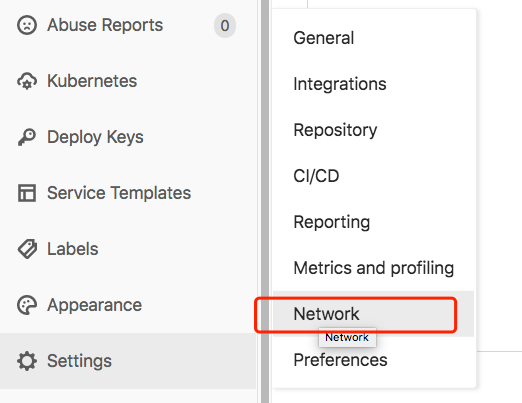 Abuse Reports 0
Kubernetes
Deploy Keys
Service Templates
Labels
Appearance
Settings
General
Integrations
Repository
CI/CD
Reporting
Metrics and profiling
Network
Network
Preferences